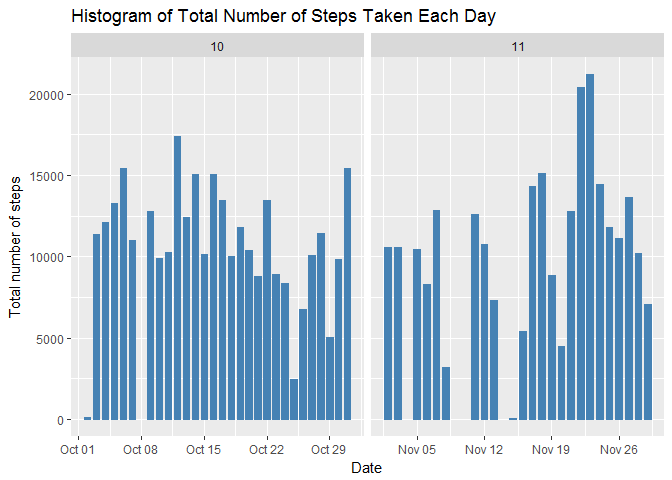 Histogram of Total Number of Steps Taken Each Day
10 11
20000
15000
10000
5000
0
Total number of steps
Oct 01 Oct 08 Oct 15 Oct 22 Oct 29 Nov 05 Nov 12 Nov 19 Nov 26
Date